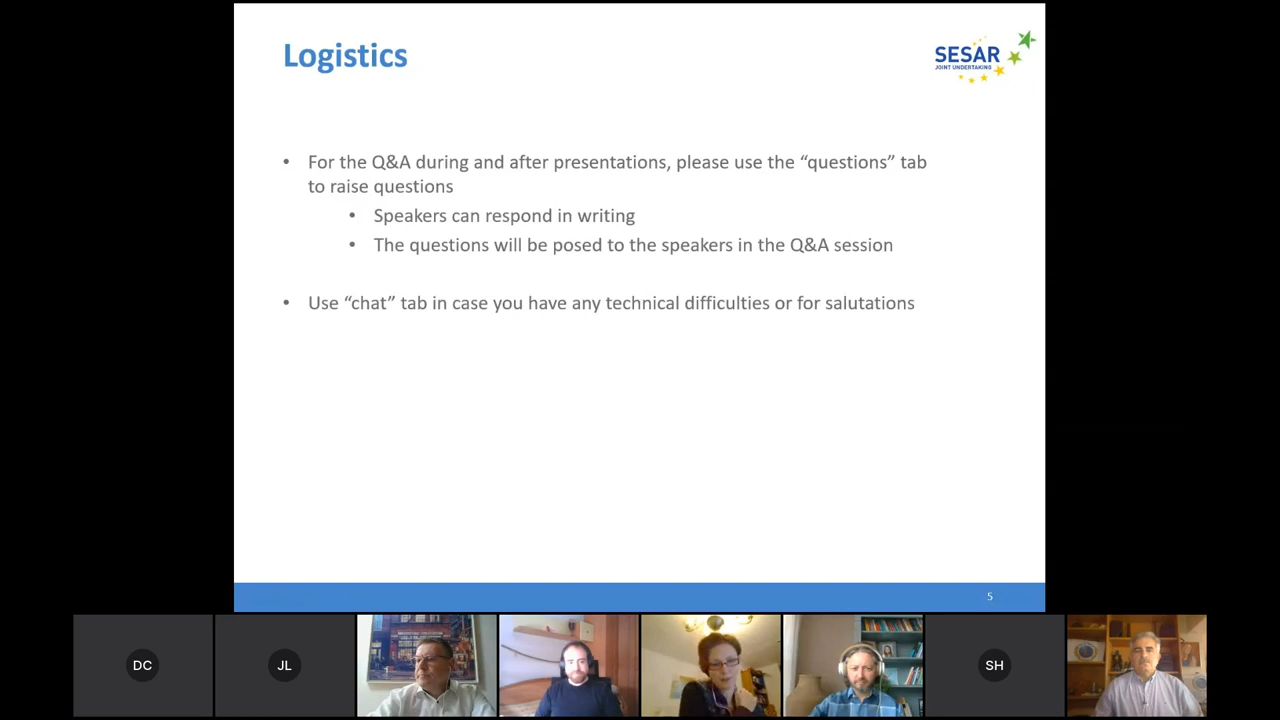 Logistics
SESAR
JOINT UNDERTAKING
• For the Q&A during and after presentations, please use the “questions” tab
to raise questions
• Speakers can respond in writing
• The questions will be posed to the speakers in the Q&A session
• Use “chat” tab in case you have any technical difficulties or for salutations
5
DC
JL
SH